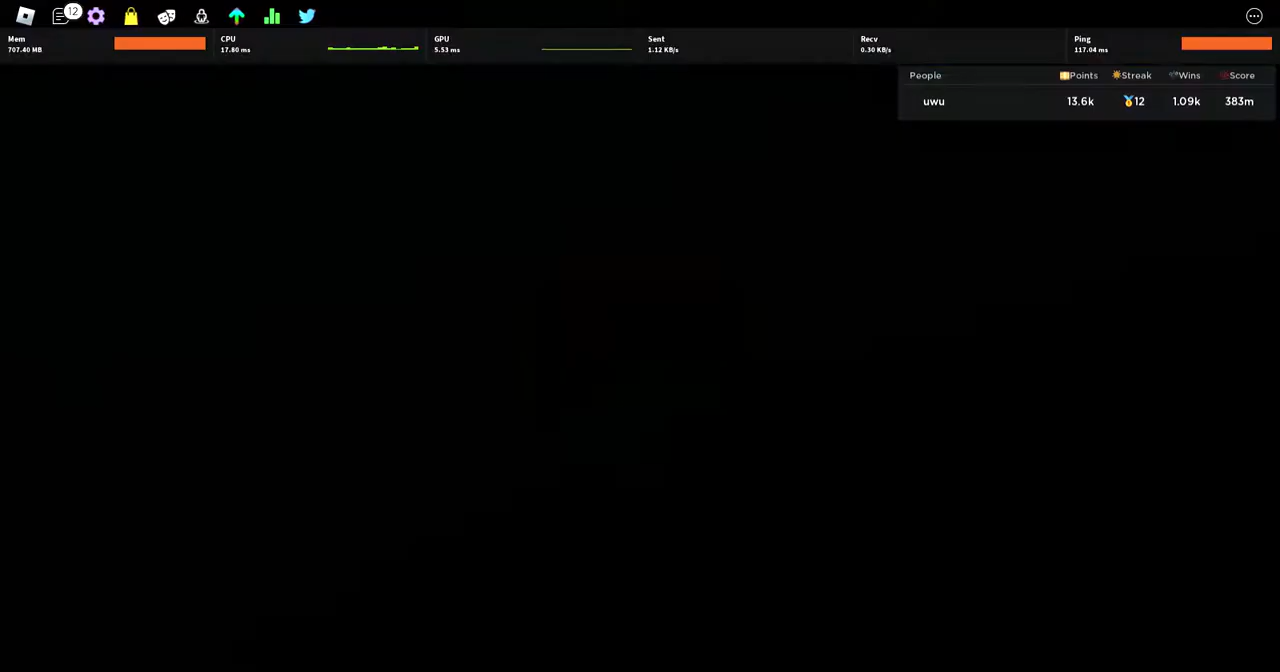 12
Mem
707.40 MB
CPU
17.80 ms
GPU
5.53 ms
Sent
1.12 KB/s
Recv
0.30 KB/s
Ping
117.04 ms
People Points Streak Wins Score
uwu 13.6k 12 1.09k 383m